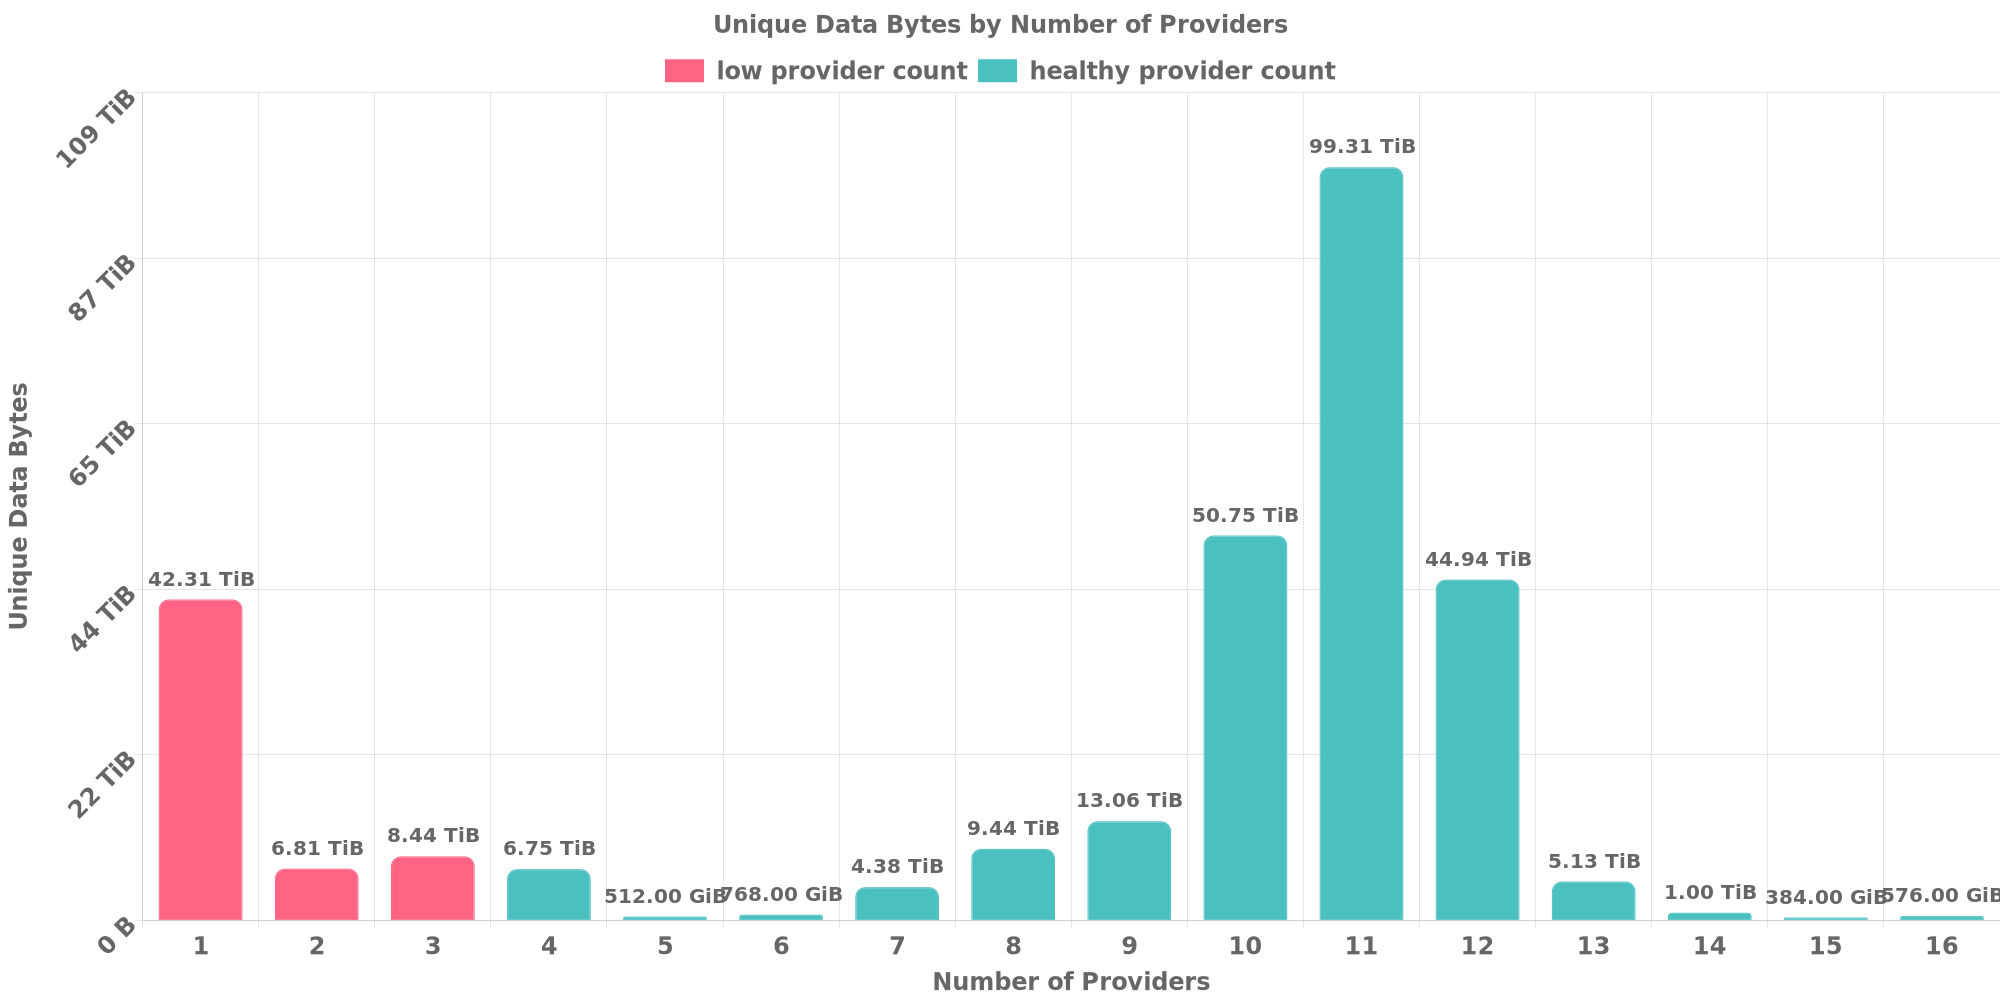 Unique Data Bytes by Number of Providers
low provider count healthy provider count
109 TiB
87 TiB
65 TiB
44 TiB
22 TiB
0 B
Unique Data Bytes
42.31 TiB
6.81 TiB
8.44 TiB
6.75 TiB
512.00 GiB
768.00 GiB
4.38 TiB
9.44 TiB
13.06 TiB
50.75 TiB
99.31 TiB
44.94 TiB
5.13 TiB
1.00 TiB
384.00 GiB
576.00 GiB
1 2 3 4 5 6 7 8 9 10 11 12 13 14 15 16
Number of Providers